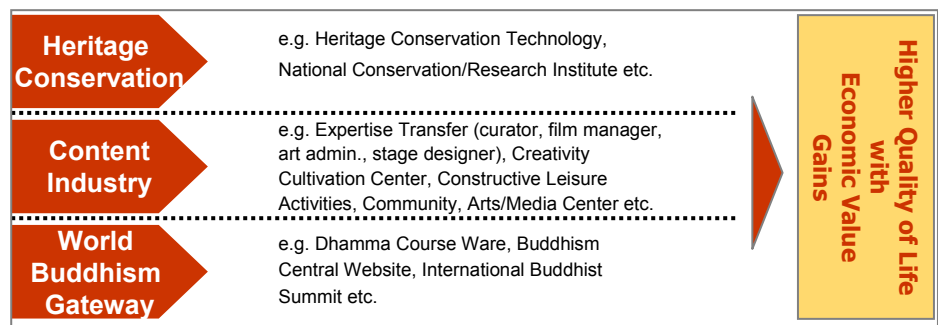 Heritage
Conservation
e.g. Heritage Conservation Technology,
National Conservation/Research Institute etc.
Content
Industry
e.g. Expertise Transfer (curator, film manager,
art admin., stage designer), Creativity
Cultivation Center, Constructive Leisure
Activities, Community, Arts/Media Center etc.
World
Buddhism
Gateway
e.g. Dhamma Course Ware, Buddhism
Central Website, International Buddhist
Summit etc.
Higher Quality of Life
with
Economic Value
Gains